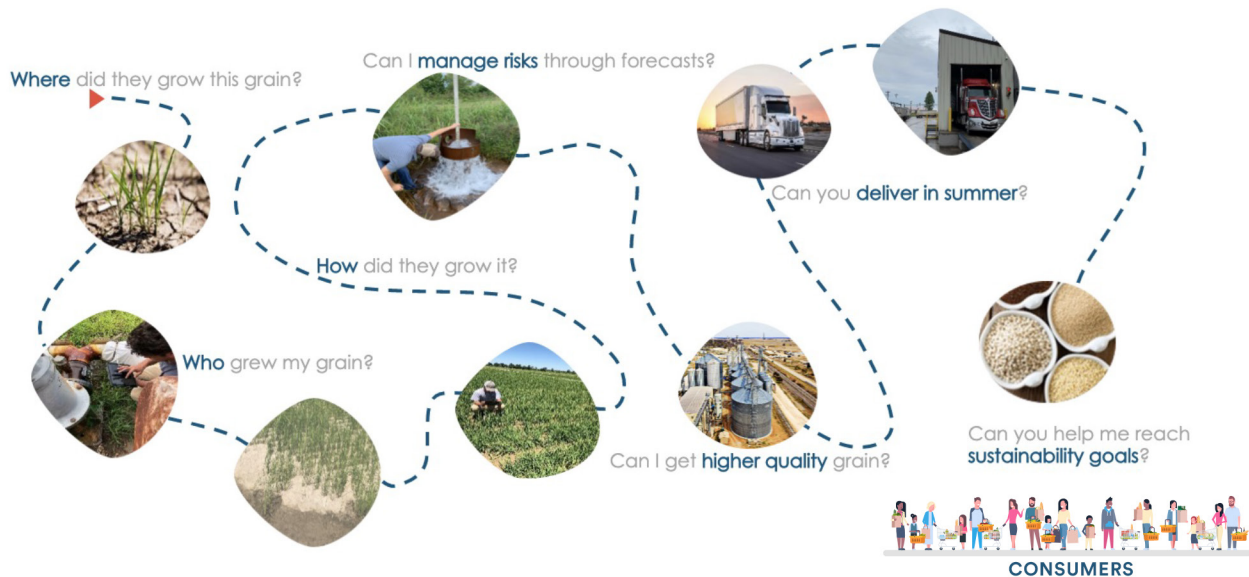 Where did they grow this grain?
Who grew my grain?
How did they grow it?
Can I manage risks through forecasts?
Can I get higher quality grain?
Can you deliver in summer?
Can you help me reach
sustainability goals?
CONSUMERS